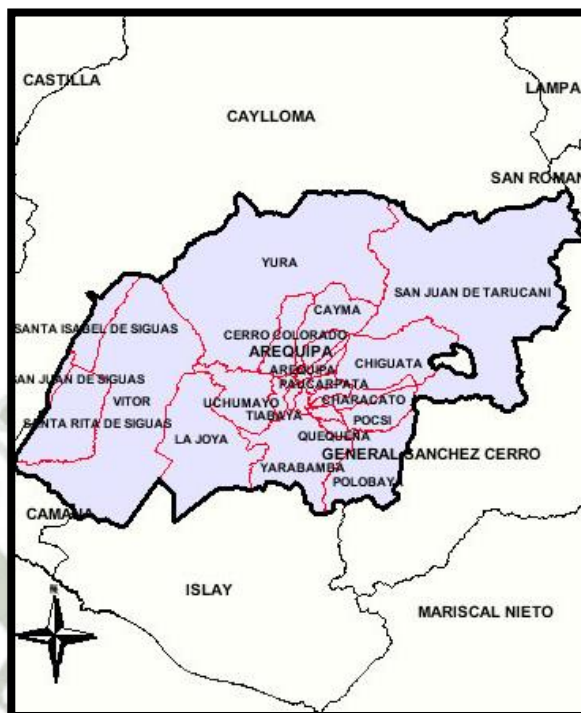 CASTILLA
LAMPA
CAYLLOMA
SAN ROMAN
YURA
SAN JUAN DE TARUCANI
CAYMA
SANTA ISABEL DE SIGUAS
CERRO COLORADO
AREQUIPA
CHIGUATA
AREQUIPA
SAN JUAN DE SIGUAS
PAUCARPATA
VITOR
UCHUMAYO
CHARACATO
TIABAYA
POCSI
SANTA RITA DE SIGUAS
LA JOYA
QUEQUEÑA
GENERAL SANCHEZ CERRO
YARABAMBA
POLOBAYA
CAMANA
ISLAY
N
MARISCAL NIETO